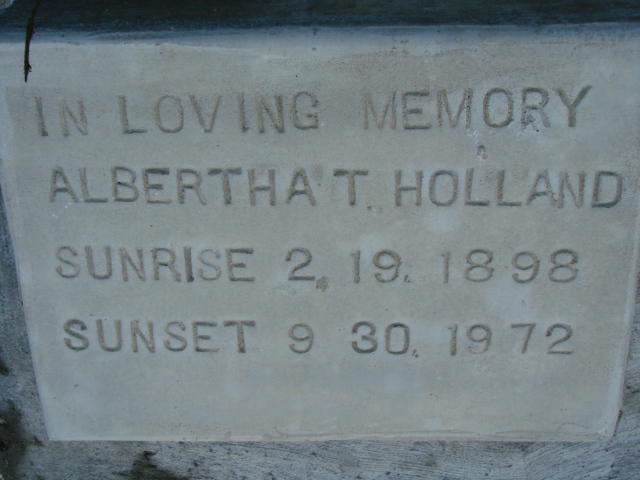 IN LOVING MEMORY
ALBERTHA T. HOLLAND
SUNRISE 2. 19. 1898
SUNSET 9 30. 1972